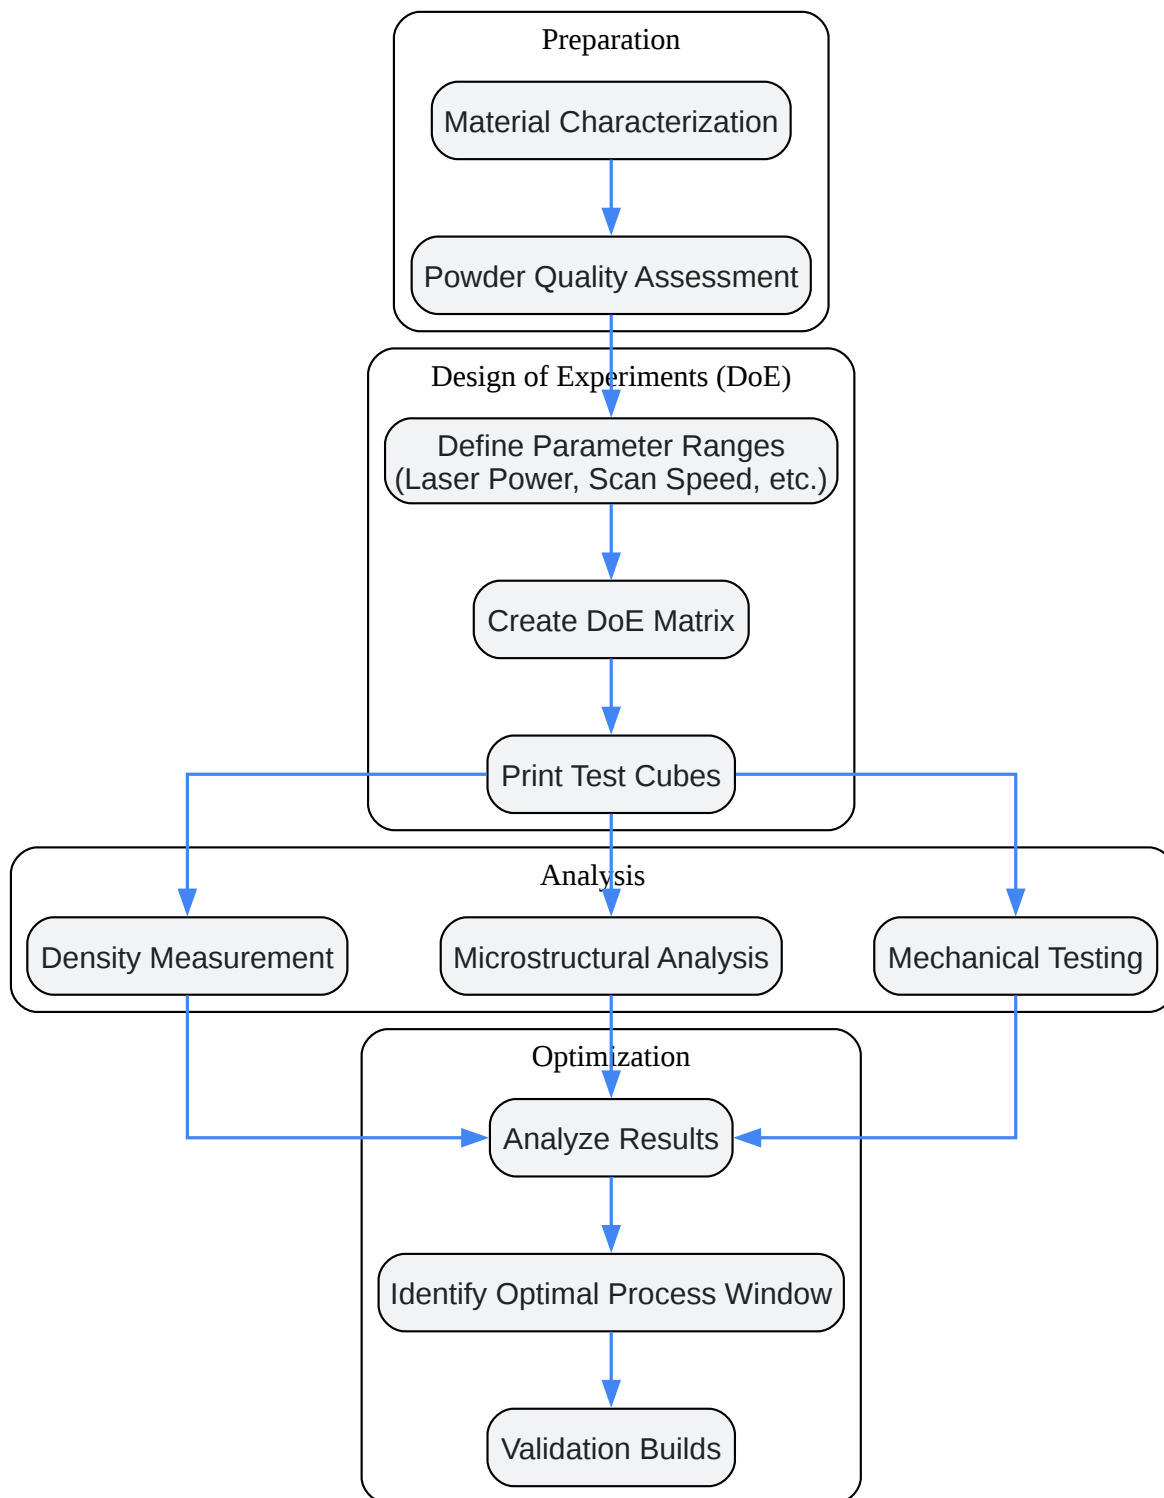 Preparation
Material Characterization
Powder Quality Assessment
Design of Experiments (DoE)
Define Parameter Ranges
(Laser Power, Scan Speed, etc.)
Create DoE Matrix
Print Test Cubes
Analysis
Density Measurement
Microstructural Analysis
Mechanical Testing
Optimization
Analyze Results
Identify Optimal Process Window
Validation Builds